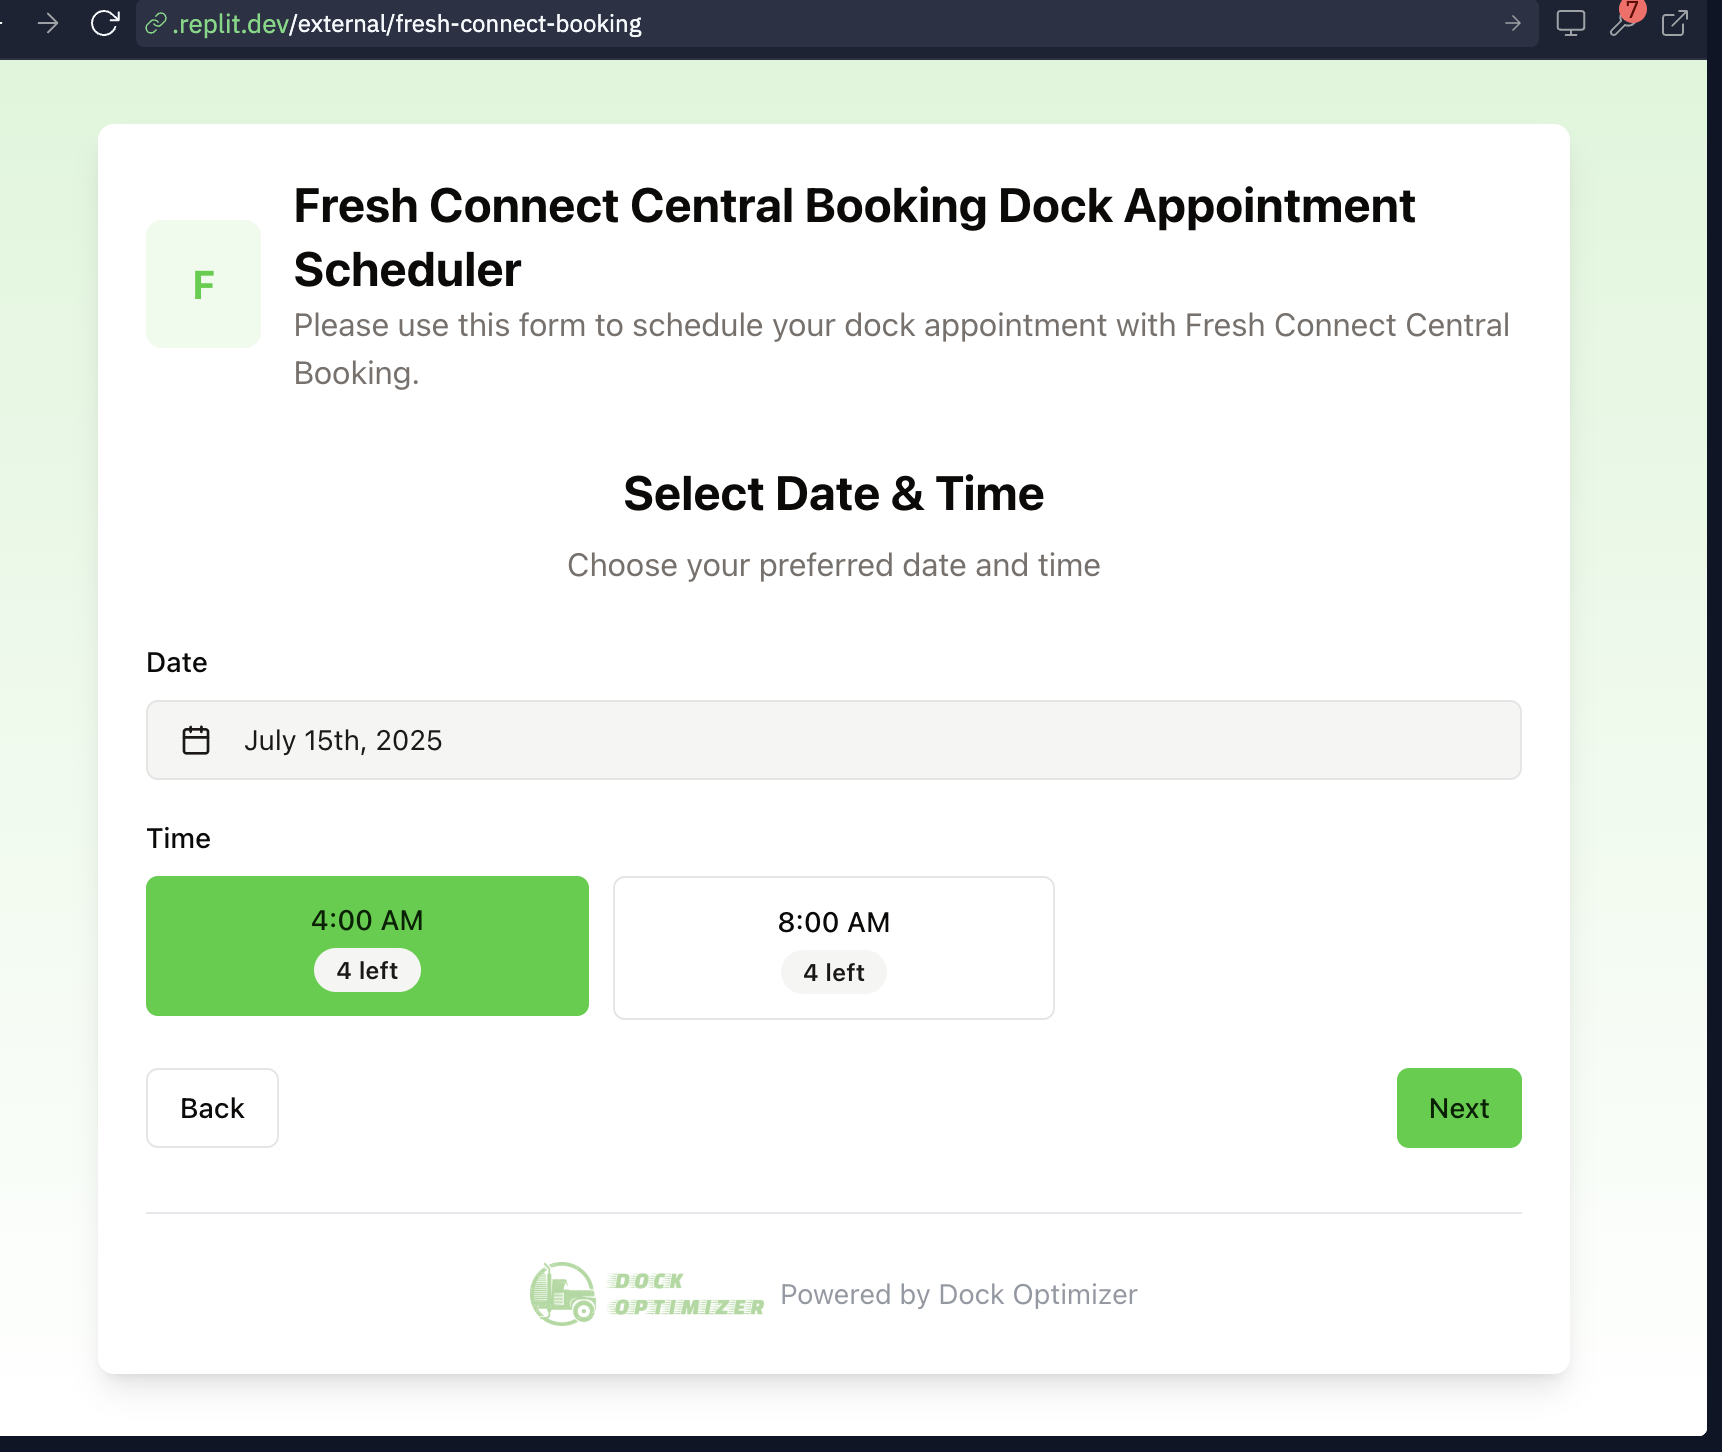 .replit.dev/external/fresh-connect-booking
7
Fresh Connect Central Booking Dock Appointment
Scheduler
F
Please use this form to schedule your dock appointment with Fresh Connect Central
Booking.
Select Date & Time
Choose your preferred date and time
Date
July 15th, 2025
Time
4:00 AM
4 left
8:00 AM
4 left
Back
Next
DOCK
OPTIMIZER
Powered by Dock Optimizer